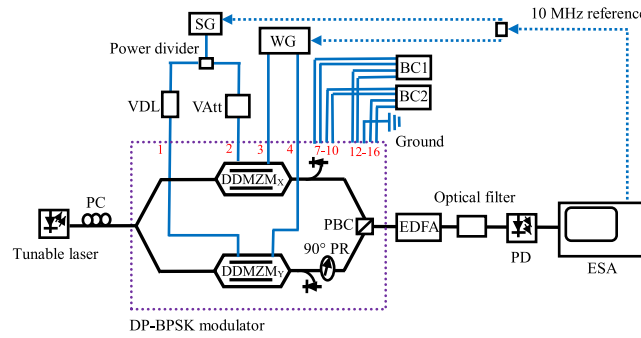 SG
10 MHz reference
Power divider
WG
BC1
VDL
VAtt
BC2
Ground
1
2
3
4
7-10
12-16
DDMZMX
PC
Tunable laser
PBC
EDFA
Optical filter
PD
ESA
90° PR
DDMZMY
DP-BPSK modulator